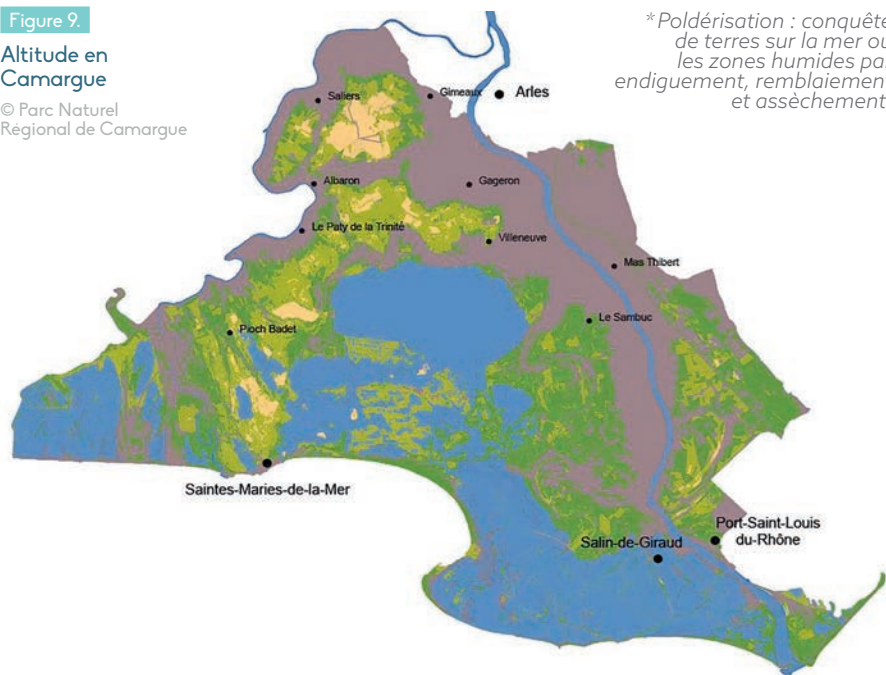 Figure 9.
Altitude en
Camargue
© Parc Naturel
Régional de Camargue
*Poldérisation : conquête
de terres sur la mer ou
les zones humides par
endiguement, remblaiement
et assèchement
Saliers
Gimeaux
Arles
Albaron
Gageron
Le Paty de la Trinité
Villeneuve
Mas Thibert
Le Sambuc
Pioch Badet
Saintes-Maries-de-la-Mer
Salin-de-Giraud
Port-Saint-Louis
du-Rhône